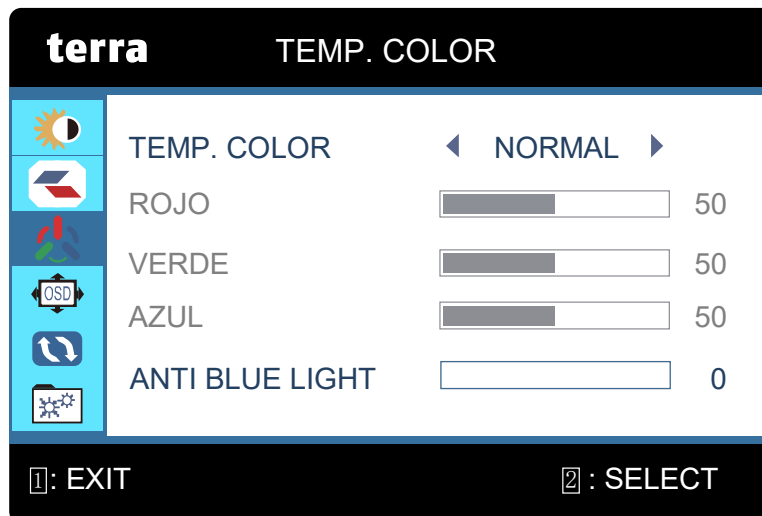 terra TEMP. COLOR
TEMP. COLOR NORMAL
ROJO 50
VERDE 50
OSD
AZUL 50
ANTI BLUE LIGHT 0
1: EXIT 2 : SELECT